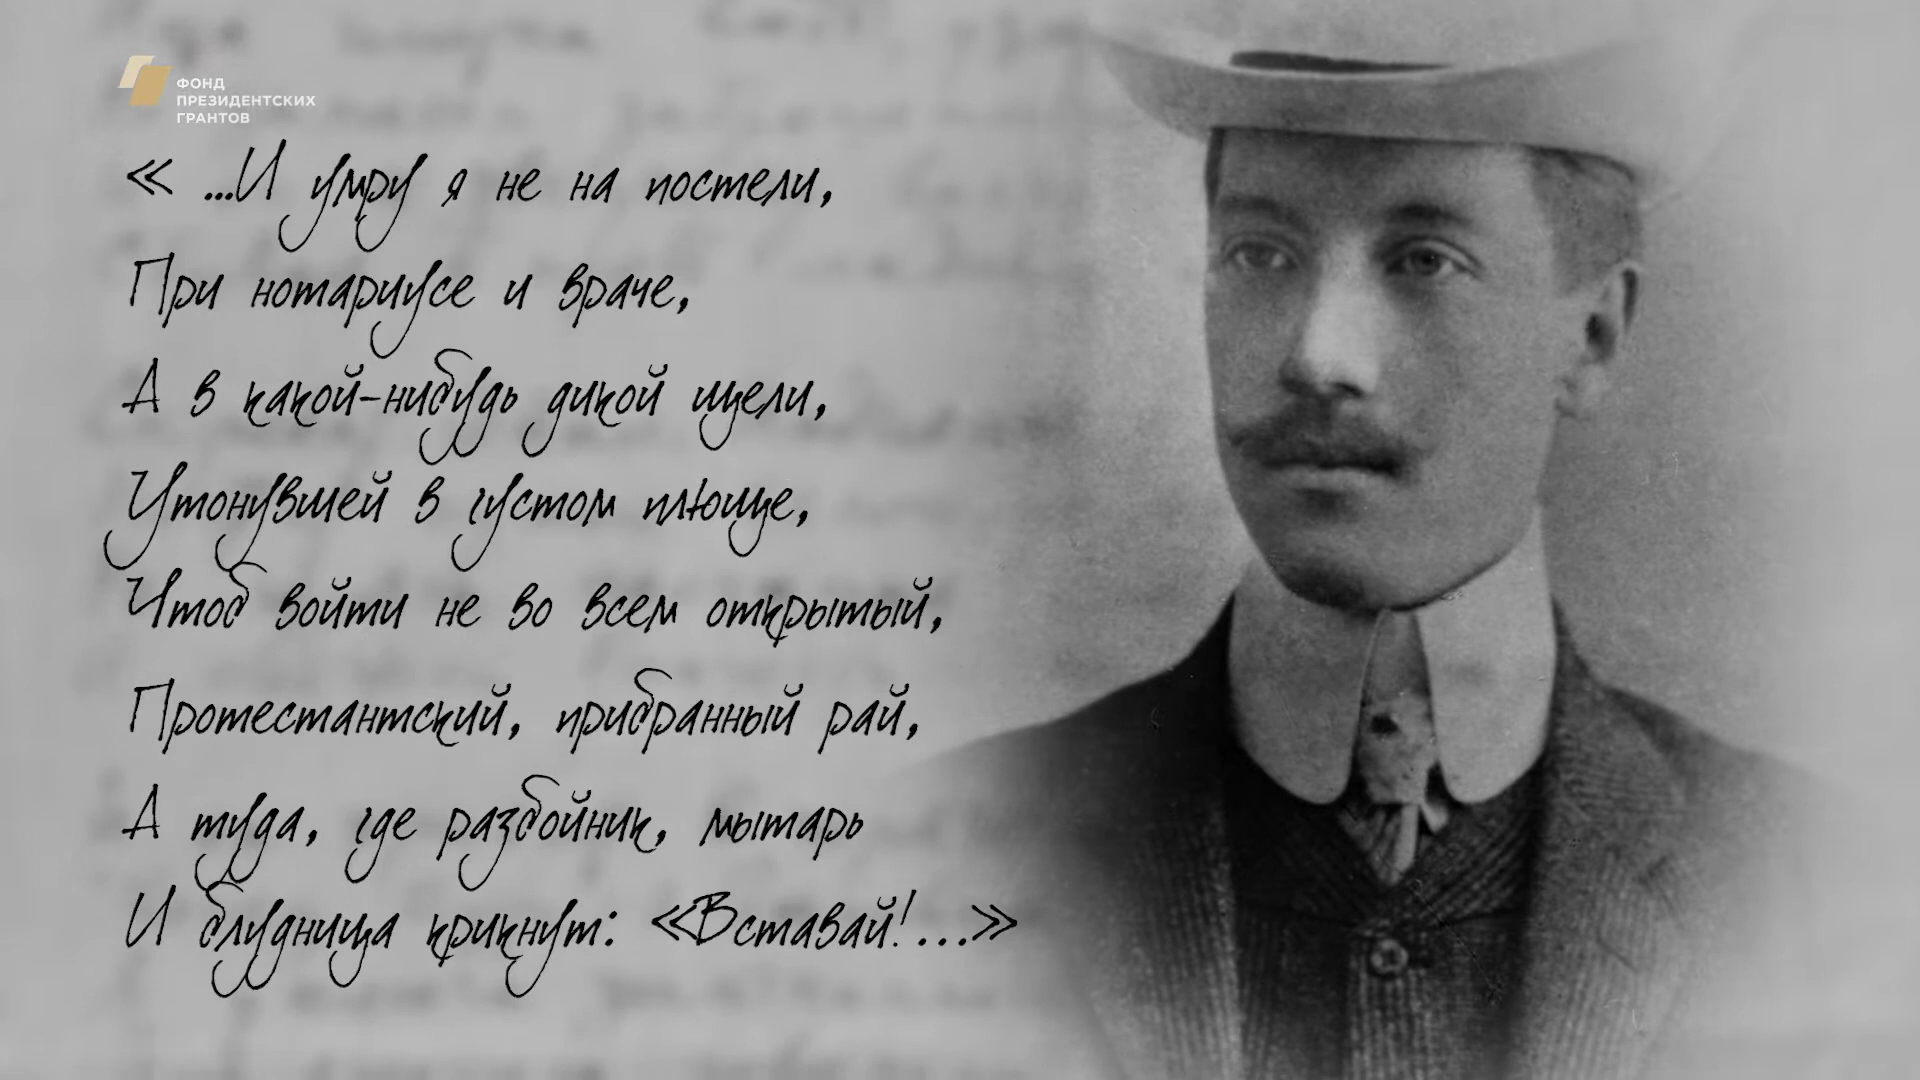 ФОНД
ПРЕЗИДЕНТСКИХ
ГРАНТОВ
« ...И умру я не на постели,
При нотариусе и враче,
А в какой-нибудь дикой щели,
Утонувшей в густом плюще,
Чтоб войти не во всем открытый,
Протестантский, прибранный рай,
А туда, где разбойник, мытарь
И блудница крикнут: «Вставай!...»